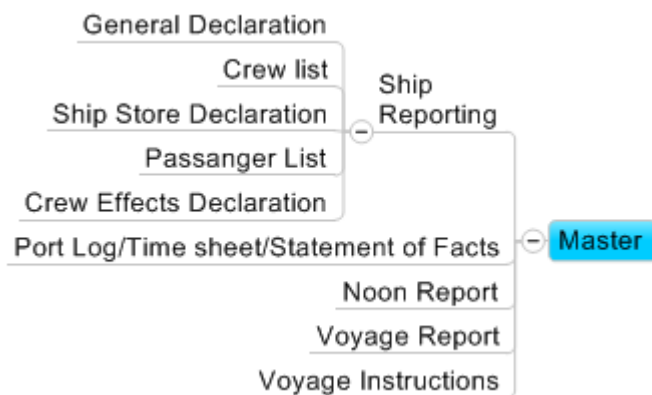 General Declaration
Crew list
Ship Store Declaration
Passanger List
Crew Effects Declaration
Ship
Reporting
Port Log/Time sheet/Statement of Facts
Noon Report
Voyage Report
Voyage Instructions
Master